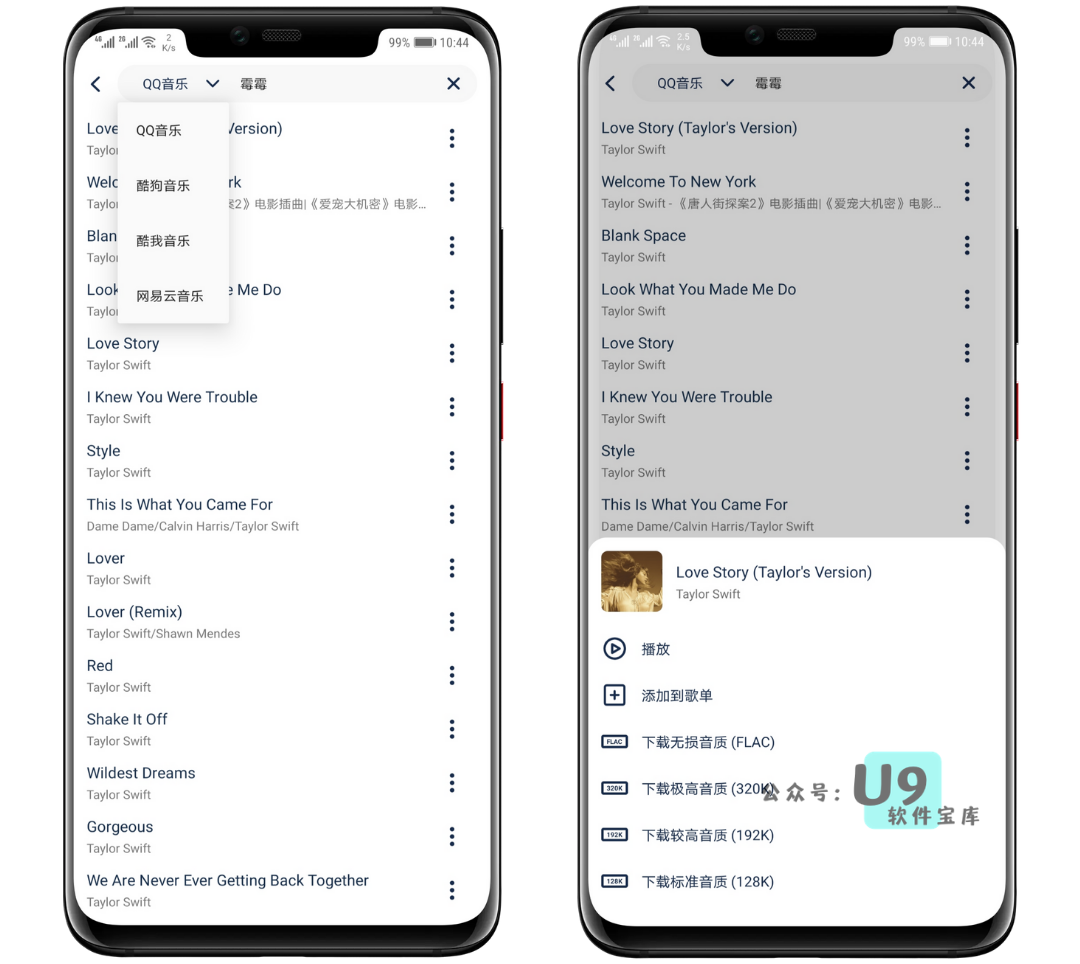 4G 2G 2 K/s 99% 10:44
QQ音乐 霉霉
QQ音乐
酷狗音乐
酷我音乐
网易云音乐
Love Version)
Taylor
Welc rk
Taylor 案2》电影插曲|《爱宠大机密》电影...
Blan
Taylor
Look e Me Do
Taylor
Love Story
Taylor Swift
I Knew You Were Trouble
Taylor Swift
Style
Taylor Swift
This Is What You Came For
Dame Dame/Calvin Harris/Taylor Swift
Lover
Taylor Swift
Lover (Remix)
Taylor Swift/Shawn Mendes
Red
Taylor Swift
Shake It Off
Taylor Swift
Wildest Dreams
Taylor Swift
Gorgeous
Taylor Swift
We Are Never Ever Getting Back Together
Taylor Swift
4G 2G 2.5 K/s 99% 10:44
QQ音乐 霉霉
Love Story (Taylor's Version)
Taylor Swift
Welcome To New York
Taylor Swift - 《唐人街探案2》电影插曲|《爱宠大机密》电影...
Blank Space
Taylor Swift
Look What You Made Me Do
Taylor Swift
Love Story
Taylor Swift
I Knew You Were Trouble
Taylor Swift
Style
Taylor Swift
This Is What You Came For
Dame Dame/Calvin Harris/Taylor Swift
Love Story (Taylor's Version)
Taylor Swift
播放
添加到歌单
FLAC 下载无损音质 (FLAC)
320K 下载极高音质 (320K)
192K 下载较高音质 (192K)
128K 下载标准音质 (128K)
公众号: U9
软件宝库